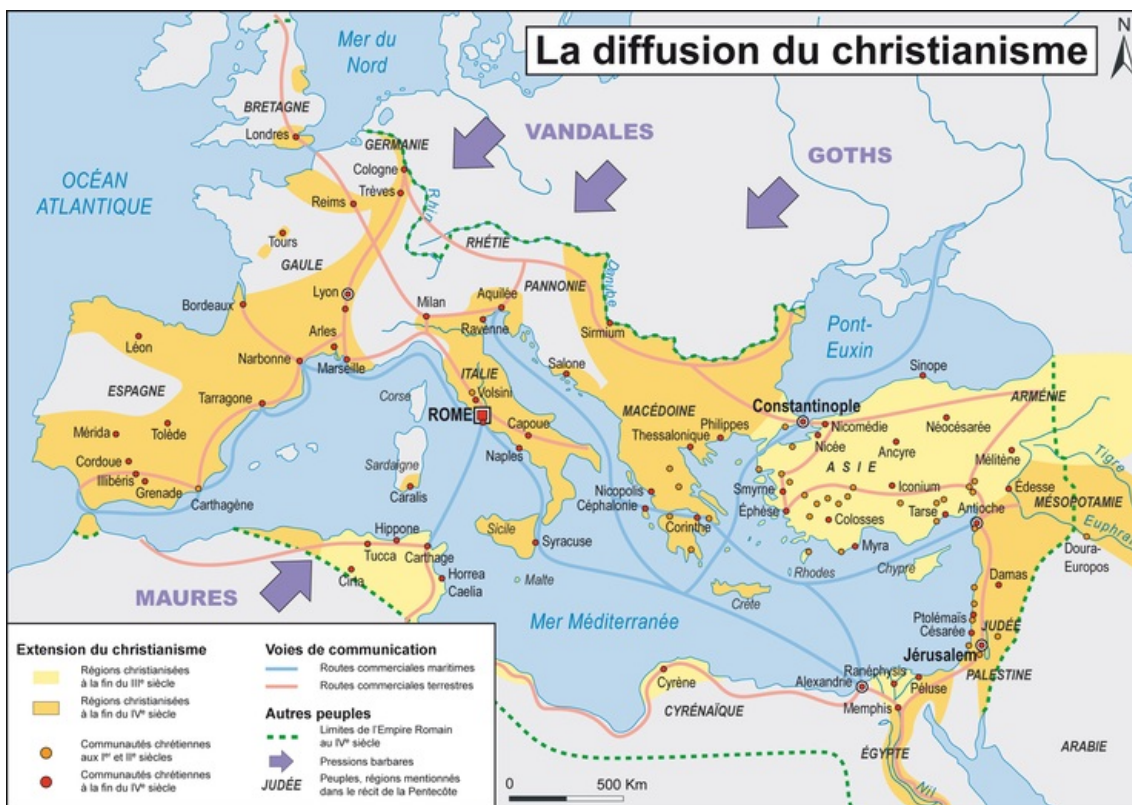 La diffusion du christianisme
N
Mer du
Nord
VANDALES
GOTHS
BRETAGNE
Londres
GERMANIE
Cologne
OCÉAN
ATLANTIQUE
Trèves
Rhin
Reims
Tours
GAULE
RHÉTIE
Danube
PANNONIE
Lyon
Bordeaux
Milan
Aquilée
Ravenne
Sirmium
Pont-
Euxin
Léon
Arles
Narbonne
Marseille
Salone
Sinope
ESPAGNE
ITALIE
Volsini
Corse
ARMÉNIE
Tarragone
ROME
MACÉDOINE
Philippes
Constantinople
Capoue
Thessalonique
Nicomédie
Néocésarée
Nicée
Mérida
Tolède
Naples
ASIE
Ancyre
Mélitène
Tigre
Cordoue
Sardaigne
Illibéris
Grenade
Carthagène
Caralis
Nicopolis
Céphalonie
Smyrne
Iconium
Édesse
MÉSOPOTAMIE
Éphèse
Corinthe
Colosses
Tarse
Antioche
Euphrate
Sicile
Hippone
Syracuse
Myra
Doura-
Europos
Tucca
Carthage
Rhodes
Chypre
Cirta
Horrea
Caelia
Malte
Crète
Damas
MAURES
Mer Méditerranée
Ptolémaïs
Césarée
JUDÉE
Jérusalem
Ranéphysis
Alexandrie
Cyrène
Péluse
PALESTINE
CYRÉNAÏQUE
Memphis
ÉGYPTE
ARABIE
Nil
0 500 Km
Extension du christianisme
Régions christianisées
à la fin du IIIe siècle
Régions christianisées
à la fin du IVe siècle
Communautés chrétiennes
aux Ier et IIe siècles
Communautés chrétiennes
à la fin du IVe siècle
Voies de communication
Routes commerciales maritimes
Routes commerciales terrestres
Autres peuples
Limites de l'Empire Romain
au IVe siècle
Pressions barbares
JUDÉE
Peuples, régions mentionnés
dans le récit de la Pentecôte